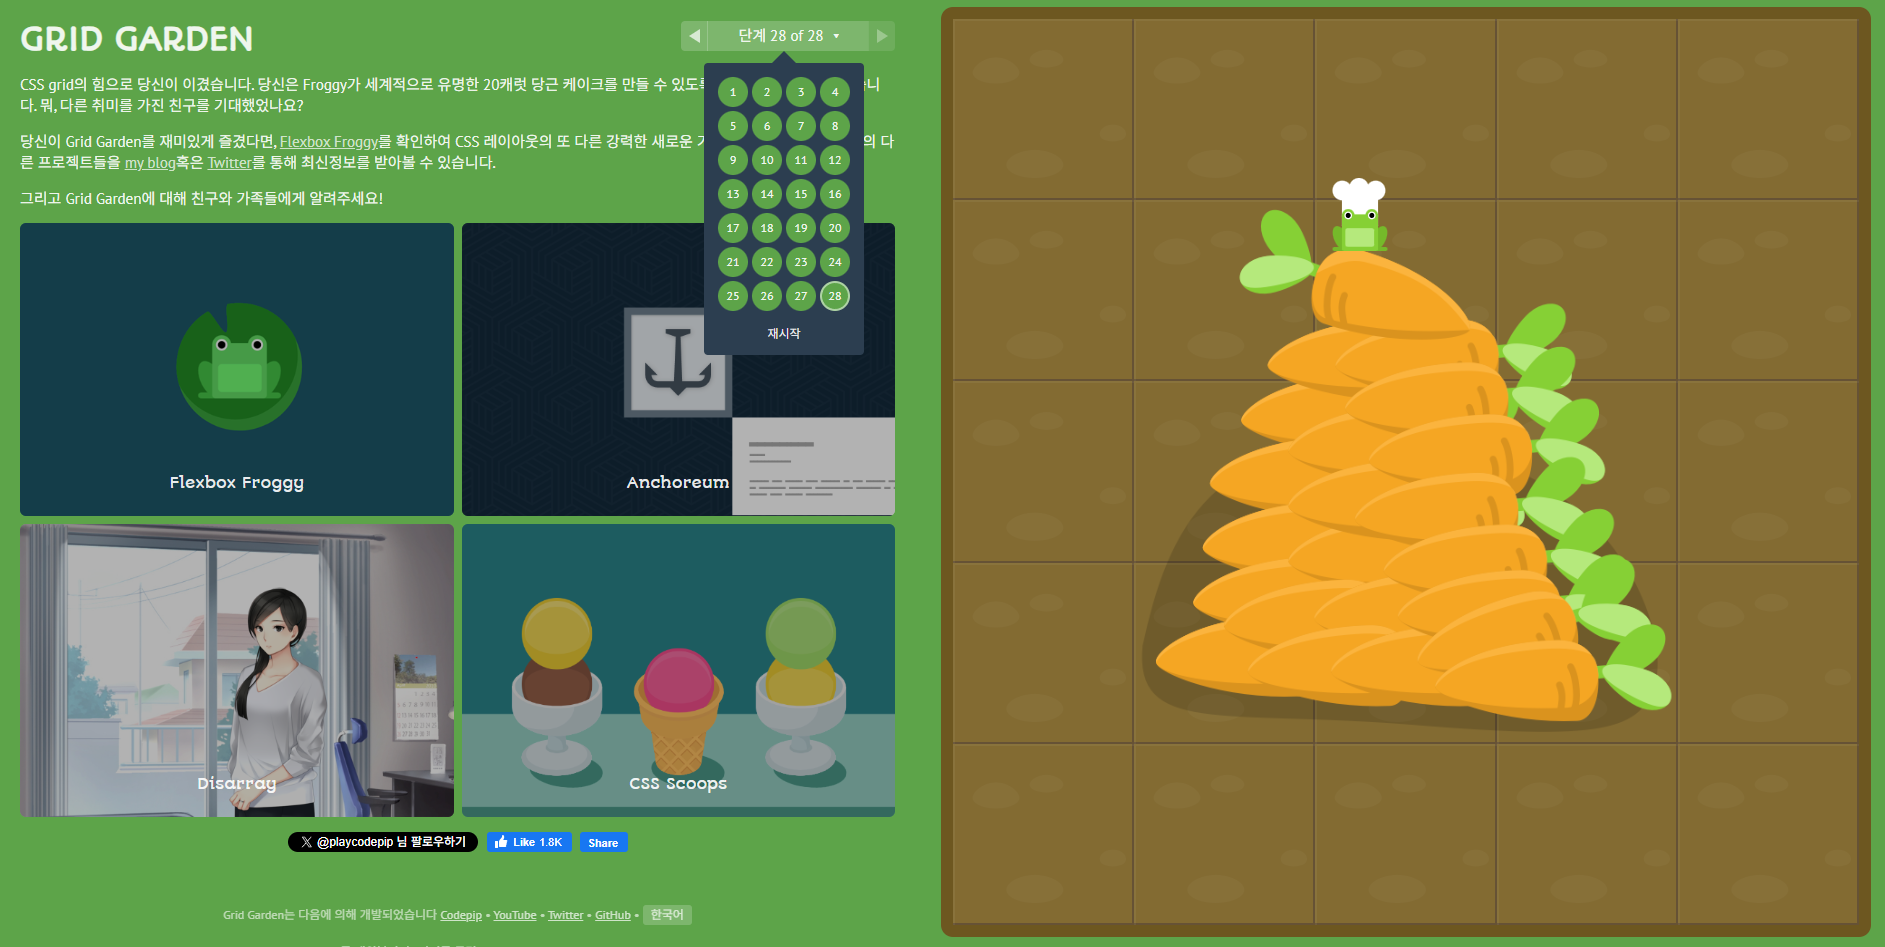 GRID GARDEN
◀ 단계 28 of 28 ▼ ▶
CSS grid의 힘으로 당신이 이겼습니다. 당신은 Froggy가 세계적으로 유명한 20캐럿 당근 케이크를 만들 수 있도록
니
다. 뭐, 다른 취미를 가진 친구를 기대했었나요?
당신이 Grid Garden를 재미있게 즐겼다면, Flexbox Froggy를 확인하여 CSS 레이아웃의 또 다른 강력한 새로운
의 다
른 프로젝트들을 my blog혹은 Twitter를 통해 최신정보를 받아볼 수 있습니다.
그리고 Grid Garden에 대해 친구와 가족들에게 알려주세요!
1 2 3 4
5 6 7 8
9 10 11 12
13 14 15 16
17 18 19 20
21 22 23 24
25 26 27 28
재시작
Flexbox Froggy
Anchoreum
Disarray
CSS Scoops
@playcodepip 님 팔로우하기
Like 1.8K
Share
Grid Garden는 다음에 의해 개발되었습니다 Codepip • YouTube • Twitter • GitHub • 한국어